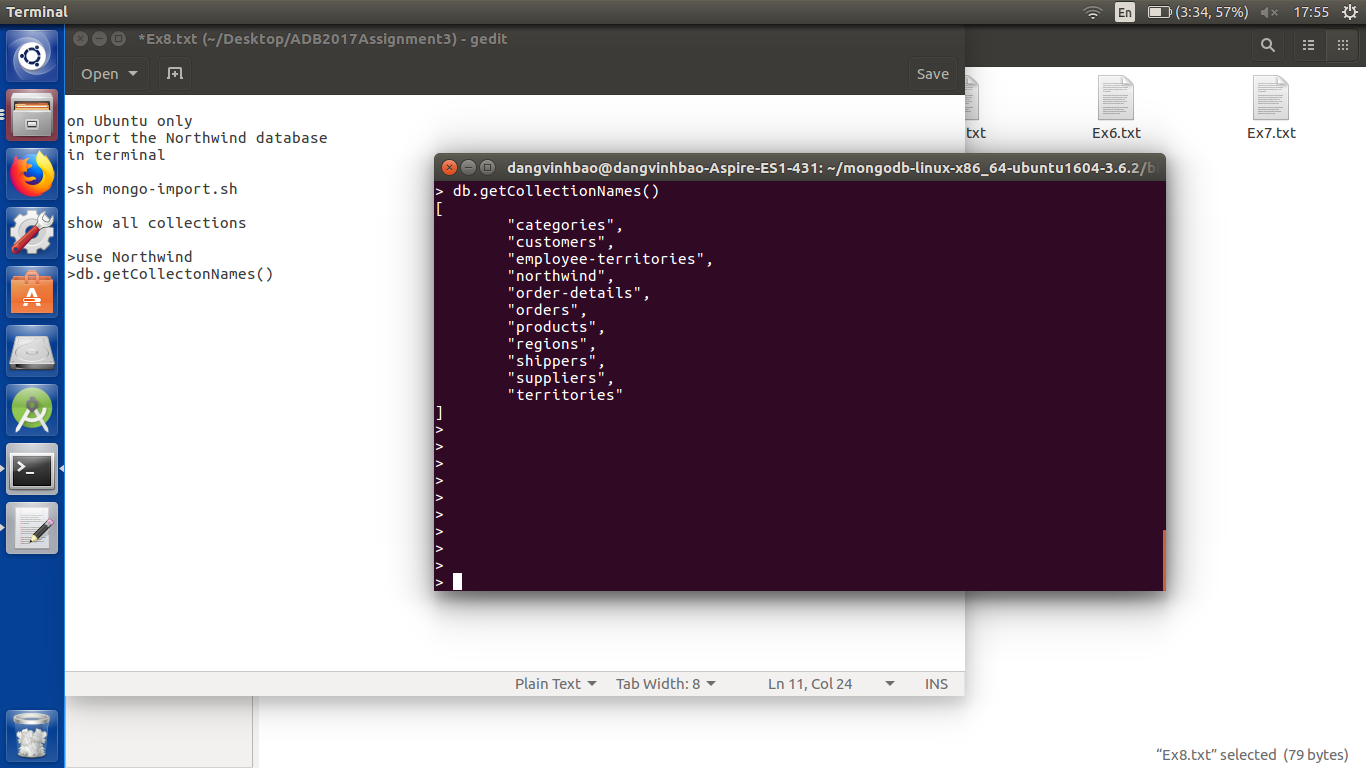 Terminal
En
(3:34, 57%)
17:55
*Ex8.txt (~/Desktop/ADB2017Assignment3) - gedit
Open
Save
on Ubuntu only
import the Northwind database
in terminal
>sh mongo-import.sh
show all collections
>use Northwind
>db.getCollectonNames()
Plain Text
Tab Width: 8
Ln 11, Col 24
INS
dangvinhbao@dangvinhbao-Aspire-ES1-431: ~/mongodb-linux-x86_64-ubuntu1604-3.6.2/b
> db.getCollectionNames()
[
"categories",
"customers",
"employee-territories",
"northwind",
"order-details",
"orders",
"products",
"regions",
"shippers",
"suppliers",
"territories"
]
>
>
>
>
>
>
>
>
>
>
txt
Ex6.txt
Ex7.txt
“Ex8.txt” selected (79 bytes)